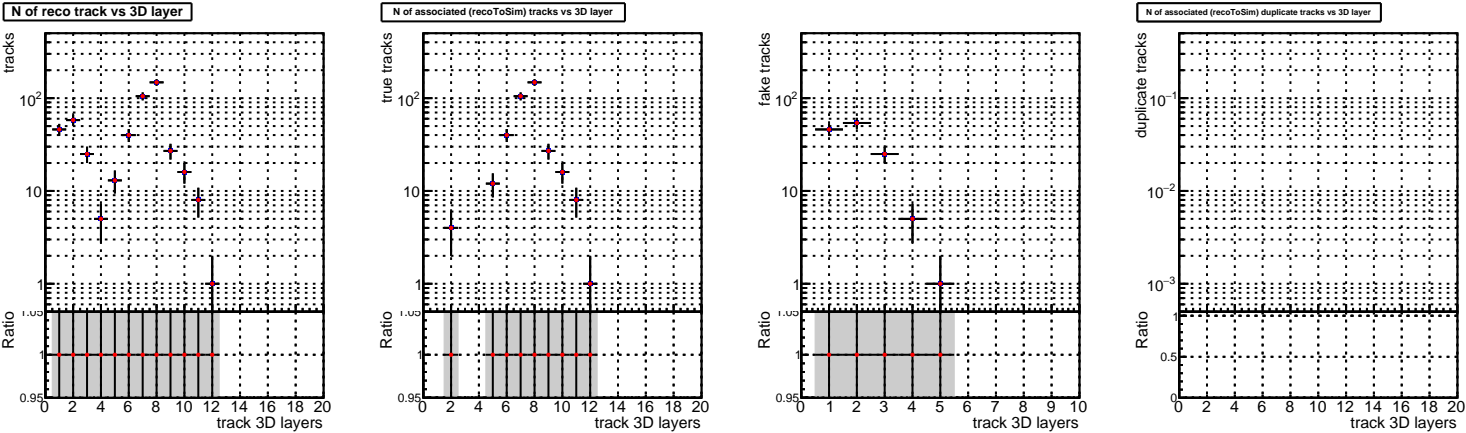 N of reco track vs 3D layer
tracks
10²
10
1
Ratio
1.05
1
0.95
0 2 4 6 8 10 12 14 16 18 20
track 3D layers
N of associated (recoToSim) tracks vs 3D layer
true tracks
10²
10
1
Ratio
1.05
1
0.95
0 2 4 6 8 10 12 14 16 18 20
track 3D layers
fake tracks
10²
10
1
Ratio
1.05
1
0.95
0 1 2 3 4 5 6 7 8 9 10
track 3D layers
N of associated (recoToSim) duplicate tracks vs 3D layer
duplicate tracks
10⁻¹
10⁻²
10⁻³
Ratio
1
0.5
0
0 2 4 6 8 10 12 14 16 18 20
track 3D layers